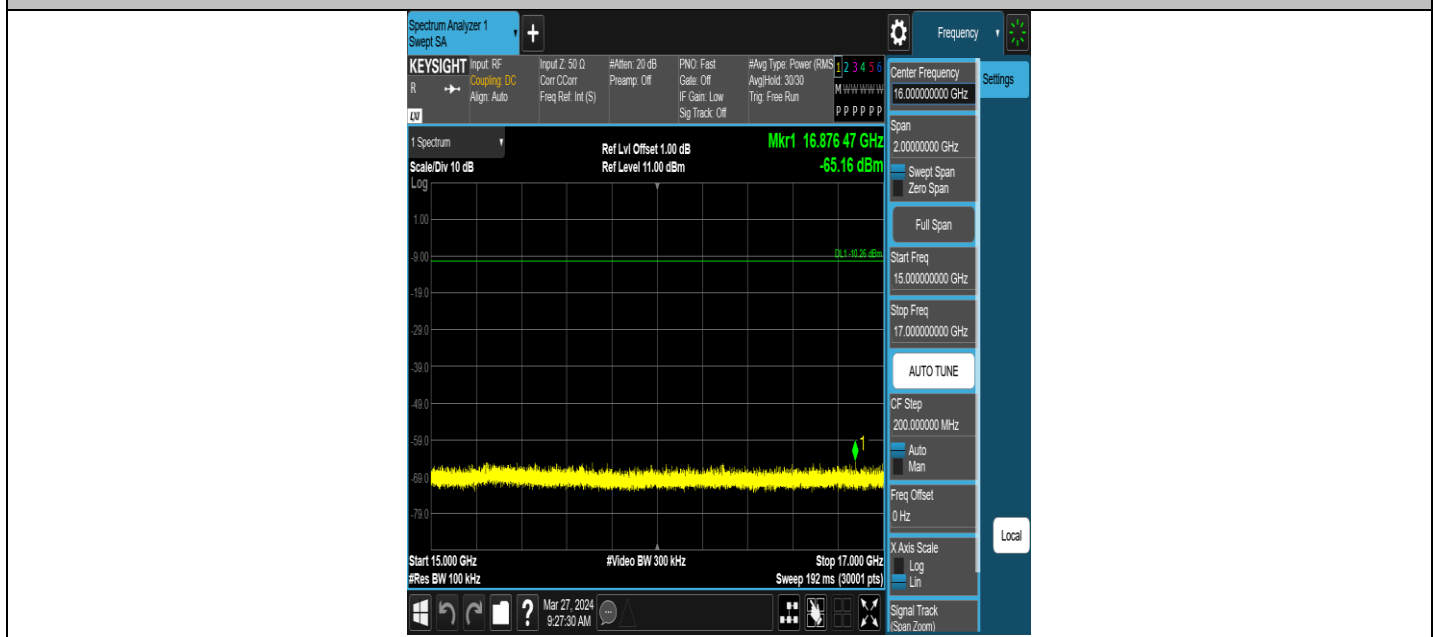 Spectrum Analyzer 1
Swept SA
Frequency
KEYSIGHT
R
LXI
Input: RF
Coupling: DC
Align: Auto
Input Z: 50 Ω
Corr CCorr
Freq Ref: Int (S)
#Atten: 20 dB
Preamp: Off
PNO: Fast
Gate: Off
IF Gain: Low
Sig Track: Off
#Avg Type: Power (RMS
Avg|Hold: 30/30
Trig: Free Run
1 2 3 4 5 6
M W W W W W
P P P P P P
1 Spectrum
Scale/Div 10 dB
Log
Ref Lvl Offset 1.00 dB
Ref Level 11.00 dBm
Mkr1 16.876 47 GHz
-65.16 dBm
1.00
-9.00
DL1 -10.26 dBm
-19.0
-29.0
-39.0
-49.0
-59.0
1
-69.0
-79.0
Start 15.000 GHz
#Res BW 100 kHz
#Video BW 300 kHz
Stop 17.000 GHz
Sweep 192 ms (30001 pts)
?
Mar 27, 2024
9:27:30 AM
Center Frequency
16.000000000 GHz
Settings
Span
2.00000000 GHz
Swept Span
Zero Span
Full Span
Start Freq
15.000000000 GHz
Stop Freq
17.000000000 GHz
AUTO TUNE
CF Step
200.000000 MHz
Auto
Man
Freq Offset
0 Hz
X Axis Scale
Log
Lin
Local
Signal Track
(Span Zoom)